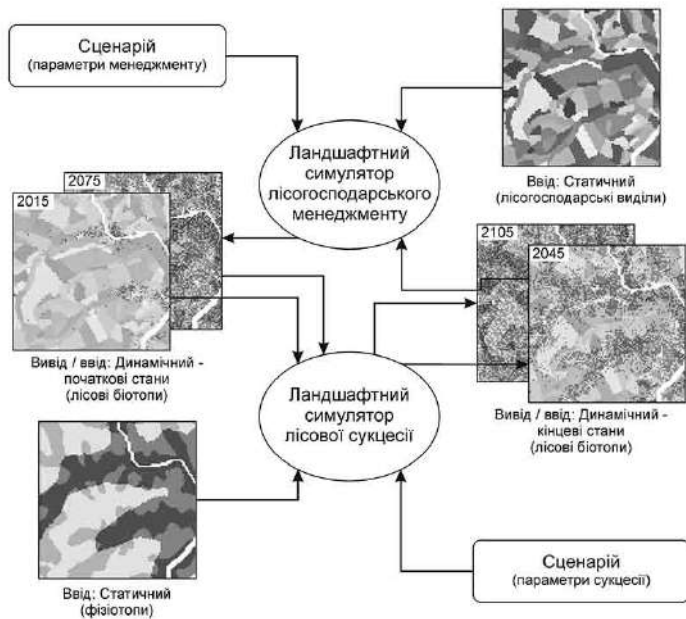 Сценарій
(параметри менеджменту)
Ландшафтний
симулятор
лісогосподарського
менеджменту
Ввід: Статичний
(лісогосподарські виділи)
2075
2015
Вивід / ввід: Динамічний -
початкові стани
(лісові біотопи)
2105
2045
Вивід / ввід: Динамічний -
кінцеві стани
(лісові біотопи)
Ландшафтний
симулятор
лісової сукцесії
Ввід: Статичний
(фізіотопи)
Сценарій
(параметри сукцесії)